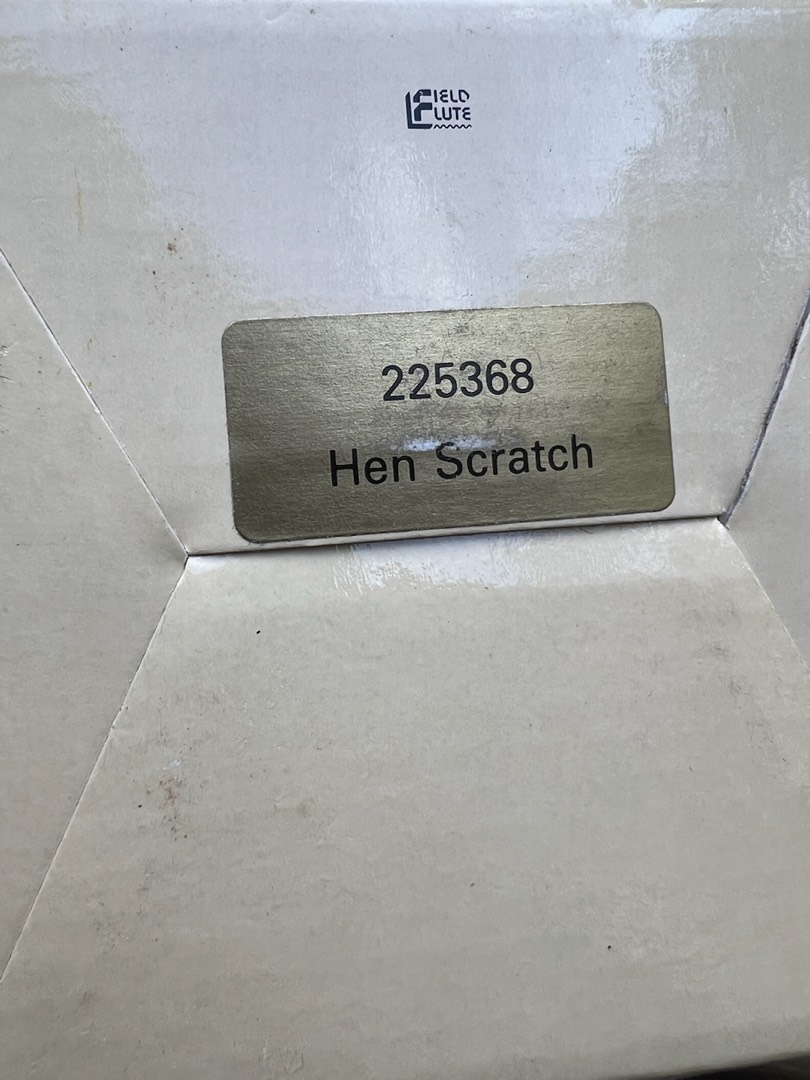 FIELD
FLUTE
225368
Hen Scratch